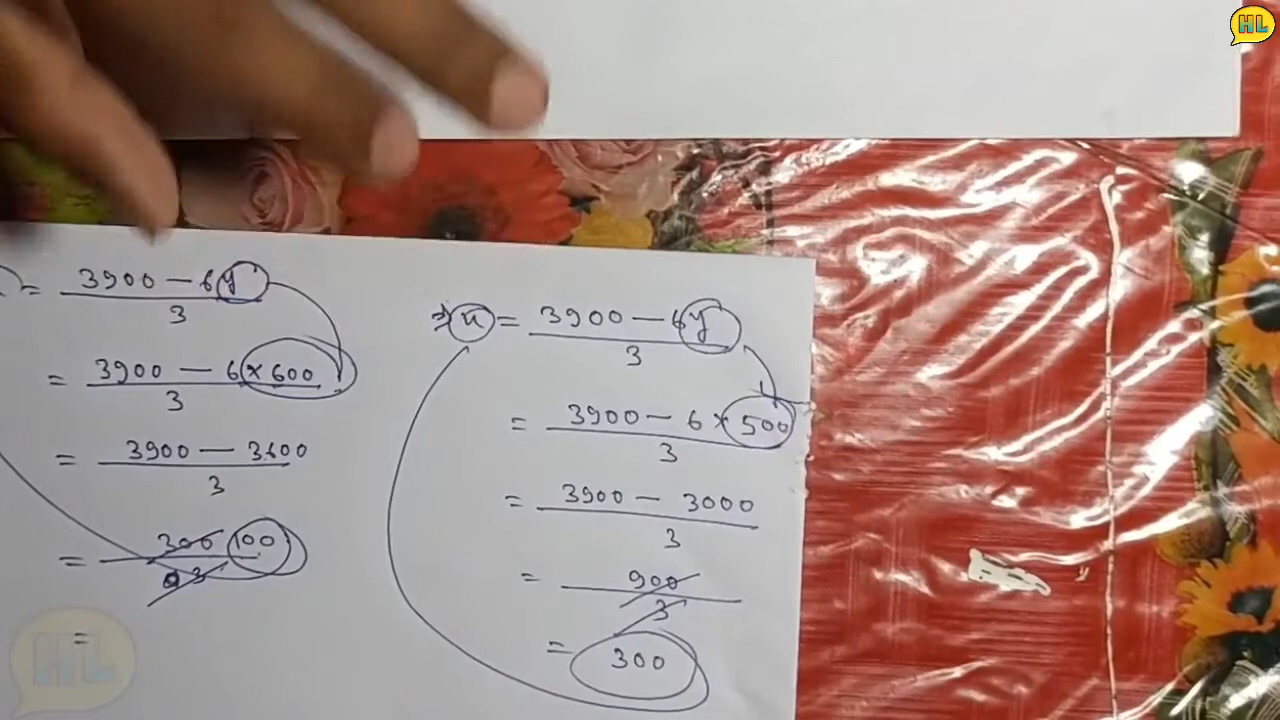 HL
= 3900 — 6y / 3
= 3900 — 6 × 600 / 3
= 3900 — 3600 / 3
= 300 / 3 100
=
⇒ x = 3900 — 6y / 3
= 3900 — 6 × 500 / 3
= 3900 — 3000 / 3
= 900 / 3
= 300
HL